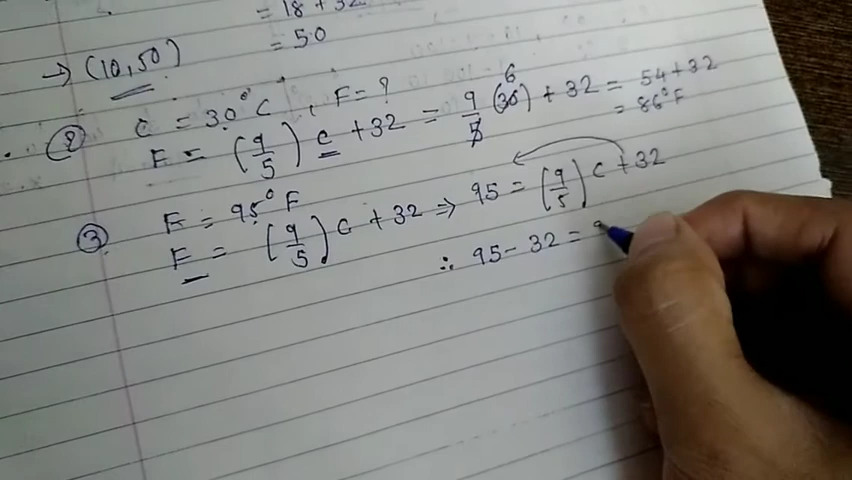 = 18 + 32
= 50
→ (10,50)
② C = 30°C , F = ?
F = (9/5) C + 32 = 9/5 (30) 6 + 32 = 54 + 32
= 86°F
③ F = 95°F
F = (9/5) C + 32 ⇒ 95 = (9/5) C + 32
∴ 95 - 32 = 9